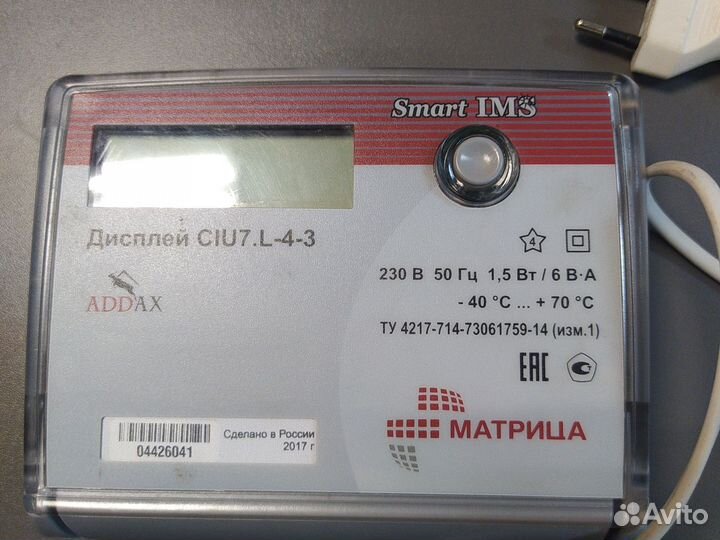 Smart IMS
Дисплей CIU7.L-4-3
4
ADDAX
230 В 50 Гц 1,5 Вт / 6 В·А
- 40 °C ... + 70 °C
ТУ 4217-714-73061759-14 (изм.1)
ЕАС
МАТРИЦА
04426041
Сделано в России
2017 г
Avito